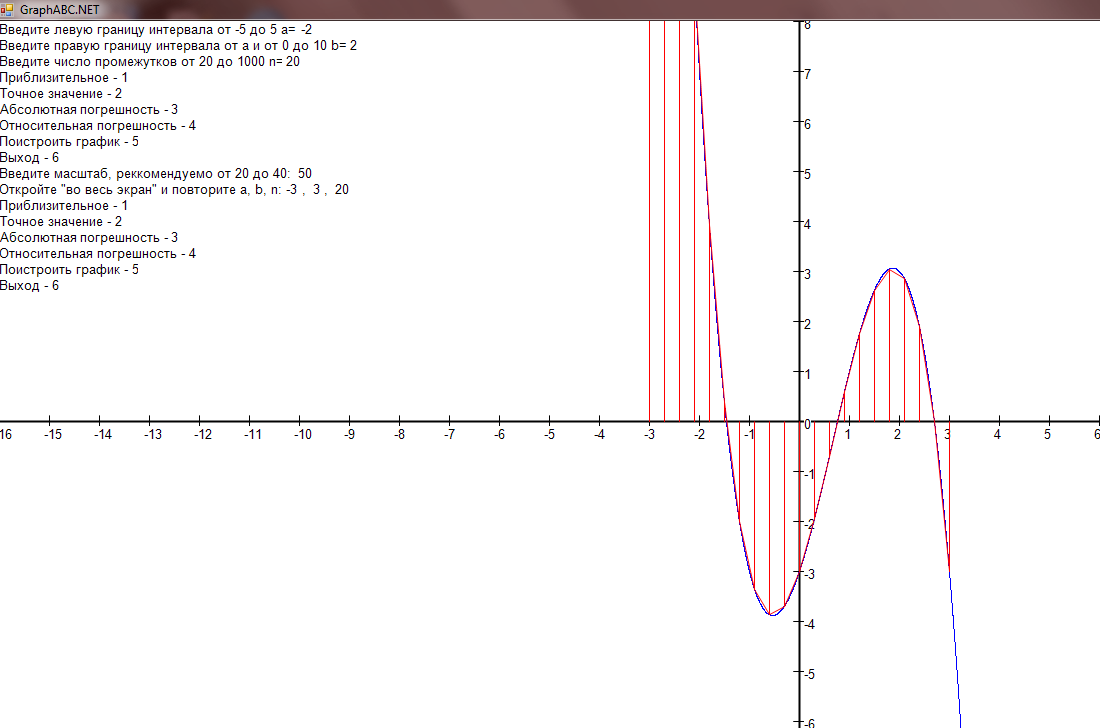 GraphABC.NET
Введите левую границу интервала от -5 до 5 a= -2
Введите правую границу интервала от a и от 0 до 10 b= 2
Введите число промежутков от 20 до 1000 n= 20
Приблизительное - 1
Точное значение - 2
Абсолютная погрешность - 3
Относительная погрешность - 4
Поистроить график - 5
Выход - 6
Введите масштаб, реккомендуемо от 20 до 40: 50
Откройте "во весь экран" и повторите a, b, n: -3 , 3 , 20
Приблизительное - 1
Точное значение - 2
Абсолютная погрешность - 3
Относительная погрешность - 4
Поистроить график - 5
Выход - 6
8
7
6
5
4
3
2
1
0
16 -15 -14 -13 -12 -11 -10 -9 -8 -7 -6 -5 -4 -3 -2 -1 1 2 3 4 5 6
-1
-2
-3
-4
-5
-6